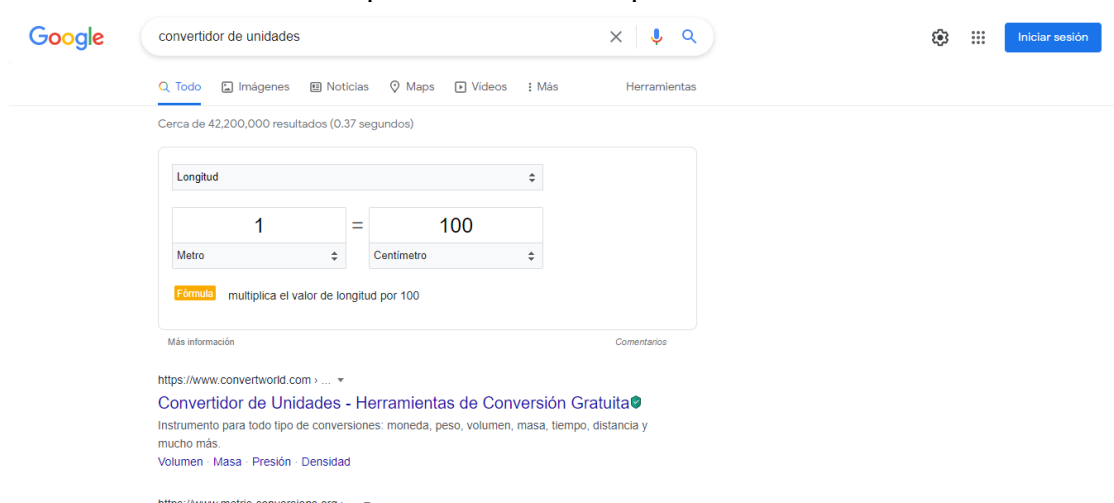 Google
convertidor de unidades
Iniciar sesión
Todo Imágenes Noticias Maps Vídeos Más Herramientas
Cerca de 42,200,000 resultados (0.37 segundos)
Longitud
1 = 100
Metro Centímetro
Fórmula multiplica el valor de longitud por 100
Más información Comentarios
https://www.convertworld.com › ...
Convertidor de Unidades - Herramientas de Conversión Gratuita
Instrumento para todo tipo de conversiones: moneda, peso, volumen, masa, tiempo, distancia y
mucho más.
Volumen · Masa · Presión · Densidad